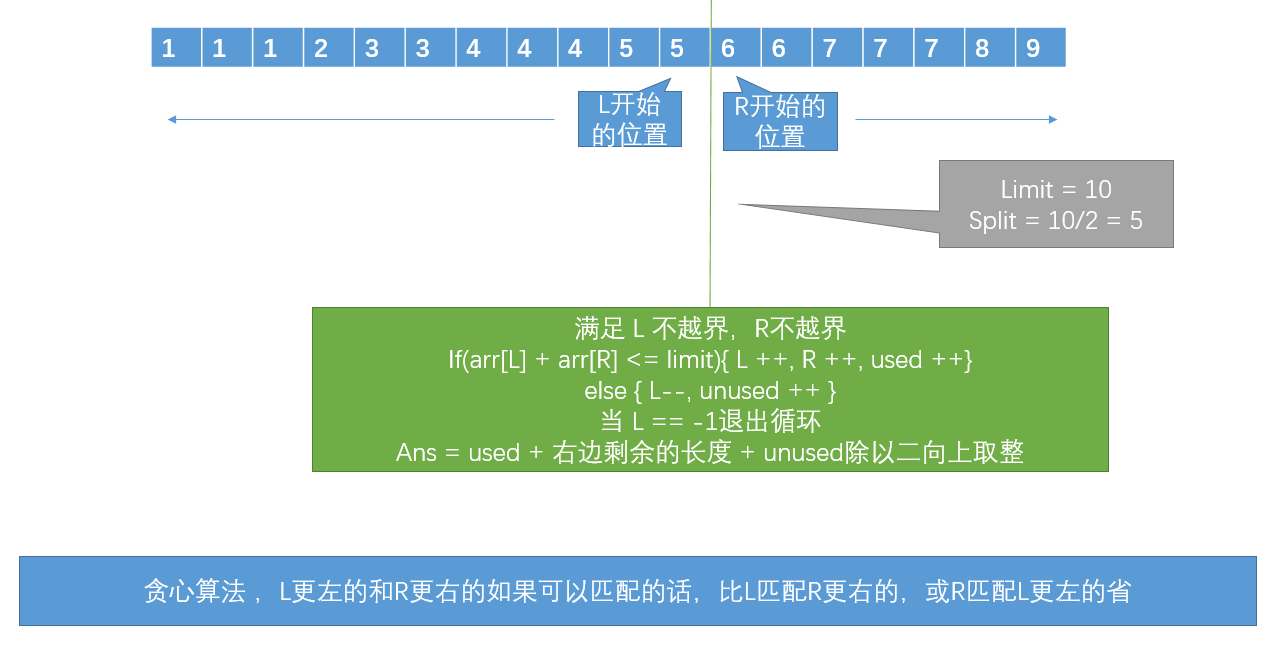 1 1 1 2 3 3 4 4 4 5 5 6 6 7 7 7 8 9
L开始
的位置
R开始的
位置
Limit = 10
Split = 10/2 = 5
满足 L 不越界，R不越界
If(arr[L] + arr[R] <= limit){ L ++, R ++, used ++}
else { L--, unused ++ }
当 L == -1退出循环
Ans = used + 右边剩余的长度 + unused除以二向上取整
贪心算法 ，L更左的和R更右的如果可以匹配的话，比L匹配R更右的，或R匹配L更左的省